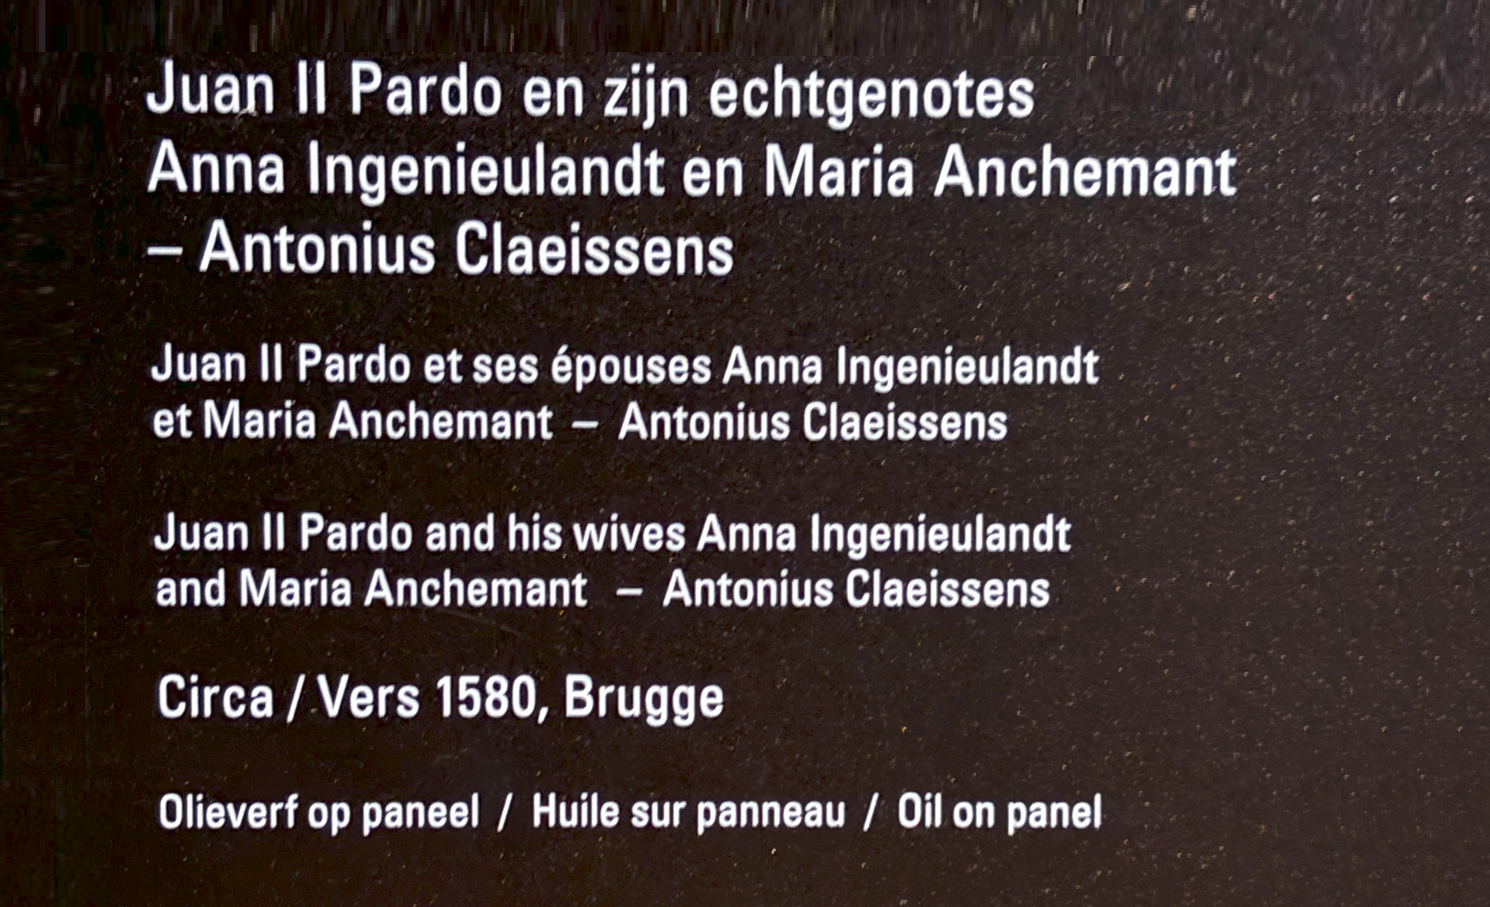 Juan II Pardo en zijn echtgenotes
Anna Ingenieulandt en Maria Anchemant
– Antonius Claeissens
Juan II Pardo et ses épouses Anna Ingenieulandt
et Maria Anchemant – Antonius Claeissens
Juan II Pardo and his wives Anna Ingenieulandt
and Maria Anchemant – Antonius Claeissens
Circa / Vers 1580, Brugge
Olieverf op paneel / Huile sur panneau / Oil on panel